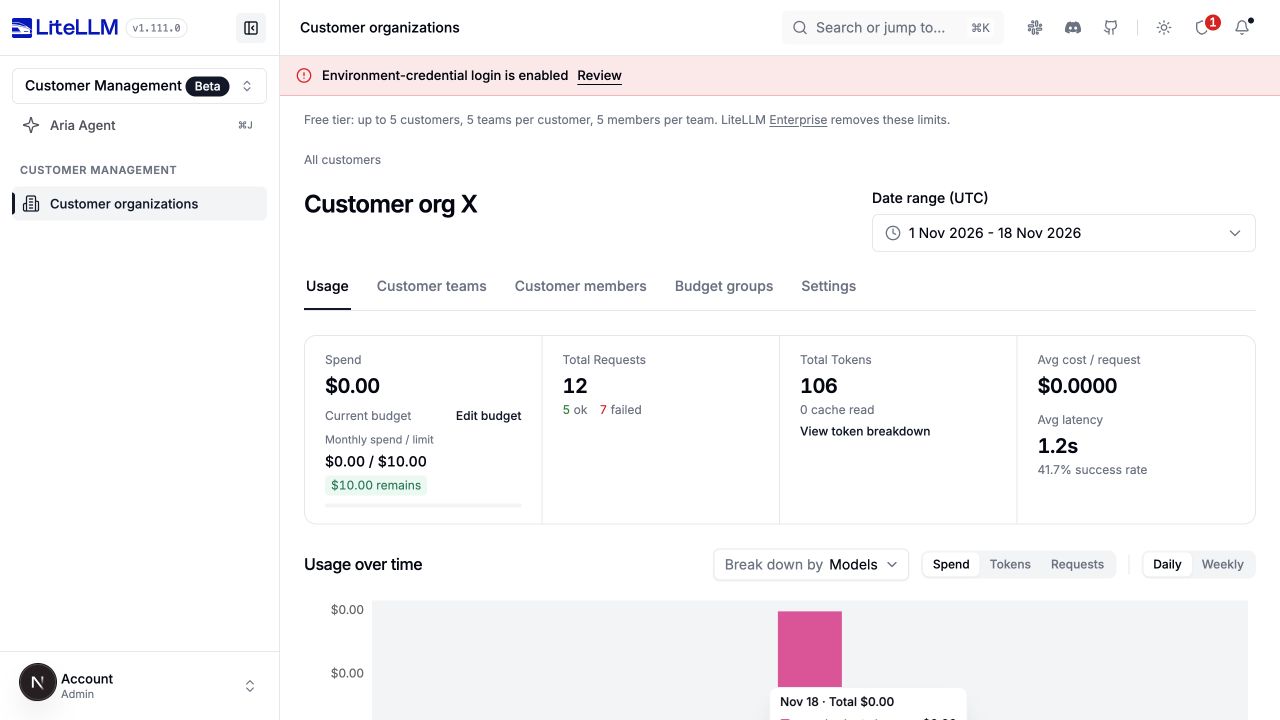 LiteLLM v1.111.0
Customer organizations
Search or jump to... ⌘K
1
Customer Management Beta
Aria Agent ⌘J
CUSTOMER MANAGEMENT
Customer organizations
Environment-credential login is enabled Review
Free tier: up to 5 customers, 5 teams per customer, 5 members per team. LiteLLM Enterprise removes these limits.
All customers
Customer org X
Date range (UTC)
1 Nov 2026 - 18 Nov 2026
Usage Customer teams Customer members Budget groups Settings
Spend
$0.00
Current budget Edit budget
Monthly spend / limit
$0.00 / $10.00
$10.00 remains
Total Requests
12
5 ok 7 failed
Total Tokens
106
0 cache read
View token breakdown
Avg cost / request
$0.0000
Avg latency
1.2s
41.7% success rate
Usage over time
Break down by Models
Spend Tokens Requests
Daily Weekly
$0.00
$0.00
Nov 18 · Total $0.00
N
Account
Admin